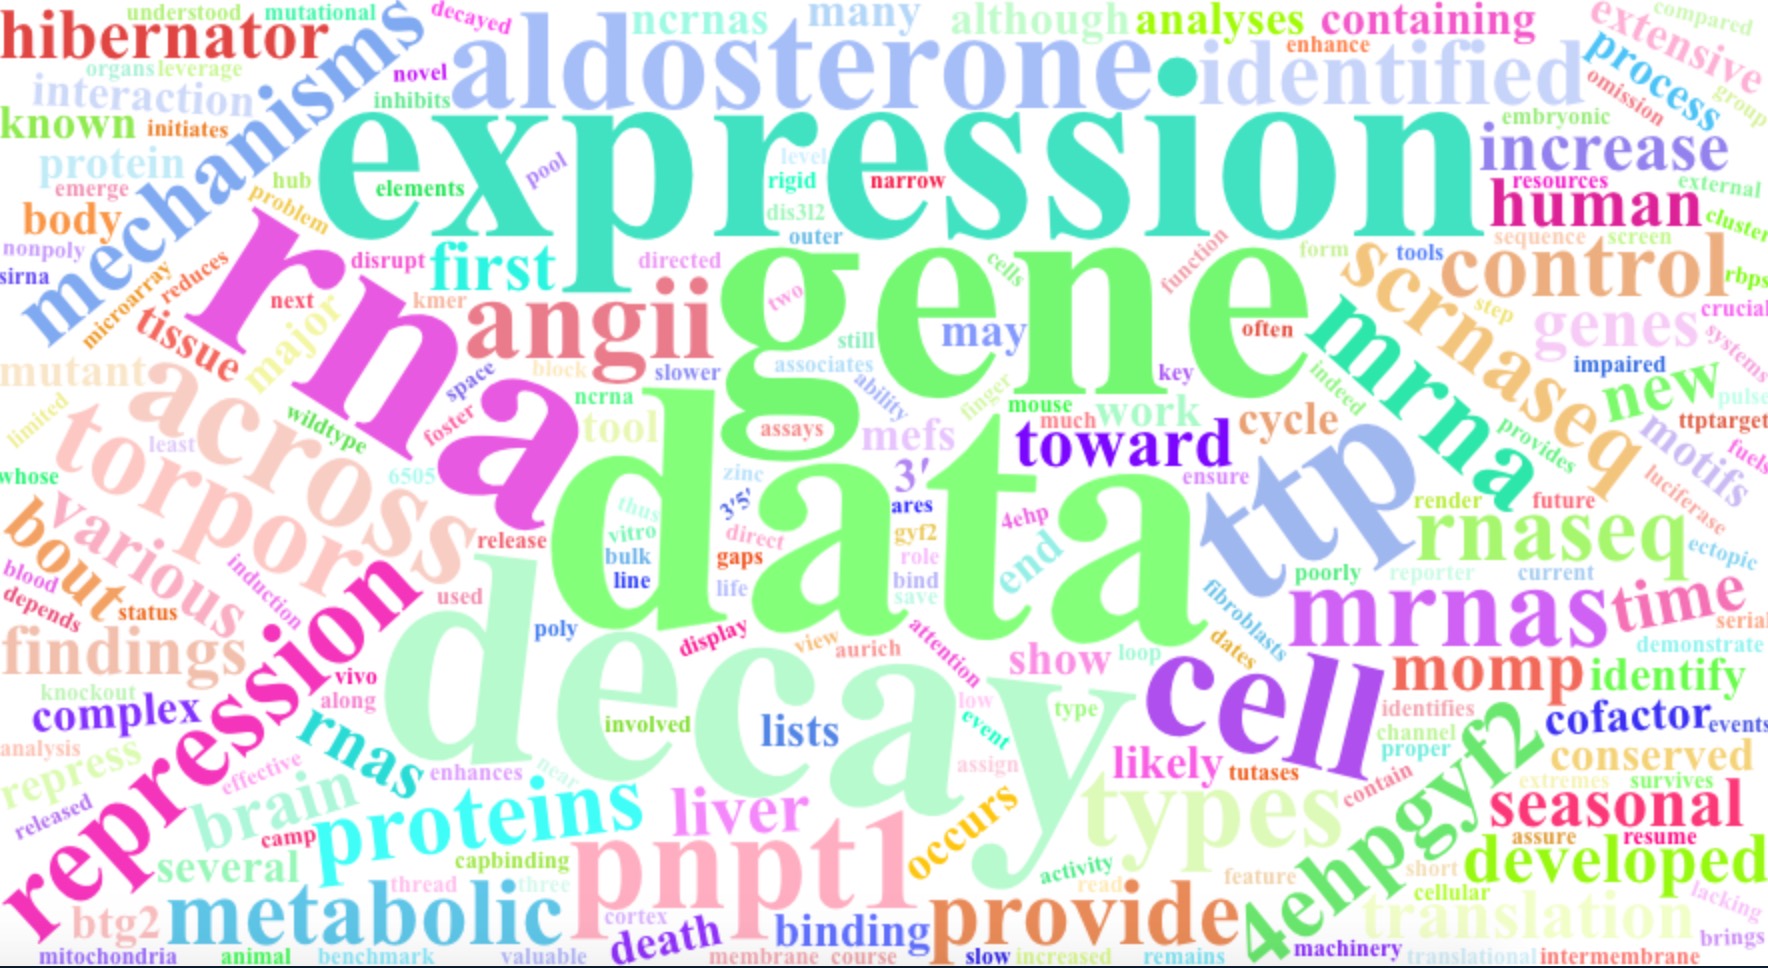 understood mutational decayed ncrnas many although analyses containing extensive compared
hibernator aldosterone identified enhance process
organs leverage novel omission group
interaction inhibits mechanisms
known initiates expression embryonic increase
protein pool level
emerge hub elements rigid narrow resources external
body problem dis3l2 human cluster
nonpoly outer sequence screen
sirna microarray reduces disrupt first directed cells function form tools control rbps
next kmer two scrnaseq step crucial
tissue major rna angii gene may often mrna genes systems
still impaired
mutant space block slower associates key indeed new pulse
limited across wildtype foster ncrna ability finger mouse work cycle ttptarget
torpor least tool assays mefs much toward provides motifs fuels
whose 6505 zinc 3' ensure ttp luciferase
various thus 3'5' data ares 4ehp render future
bout release vitro direct gyf2 end rnaseq ectopic
blood induction bulk gaps role poorly reporter current
depends status used line life bind save fibroblasts mrnas time
decay poly display view attention dates serial
findings aurich show loop demonstrate
knockout vivo cell momp identify
complex along low type identifies cofactor events
repression rnas involved lists event channel
analysis proper conserved
repress effective enhances near assign likely tutases contain 4ehpgyf2 extremes survives
released brain proteins liver occurs types seasonal
camp assure resume
several capbinding pnpt1 activity short developed
thread three read feature cellular lacking
btg2 metabolic cortex death binding provide translation brings
mitochondria animal benchmark valuable membrane course slow increased remains machinery translational intermembrane